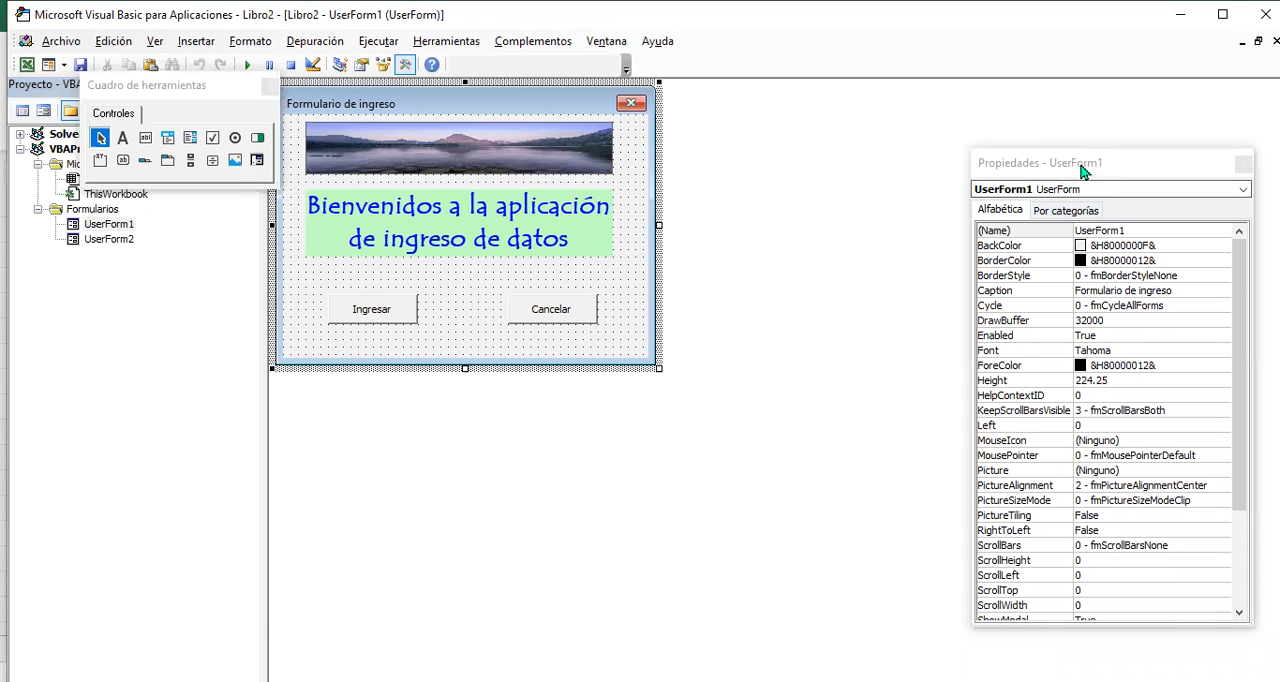 Microsoft Visual Basic para Aplicaciones - Libro2 - [Libro2 - UserForm1 (UserForm)]
Archivo Edición Ver Insertar Formato Depuración Ejecutar Herramientas Complementos Ventana Ayuda
Proyecto - VBA
Cuadro de herramientas
Controles
Solve
VBAPr
Mic
ThisWorkbook
Formularios
UserForm1
UserForm2
Formulario de ingreso
Bienvenidos a la aplicación
de ingreso de datos
Ingresar Cancelar
Propiedades - UserForm1
UserForm1 UserForm
Alfabética Por categorías
(Name) UserForm1
BackColor &H8000000F&
BorderColor &H80000012&
BorderStyle 0 - fmBorderStyleNone
Caption Formulario de ingreso
Cycle 0 - fmCycleAllForms
DrawBuffer 32000
Enabled True
Font Tahoma
ForeColor &H80000012&
Height 224.25
HelpContextID 0
KeepScrollBarsVisible 3 - fmScrollBarsBoth
Left 0
MouseIcon (Ninguno)
MousePointer 0 - fmMousePointerDefault
Picture (Ninguno)
PictureAlignment 2 - fmPictureAlignmentCenter
PictureSizeMode 0 - fmPictureSizeModeClip
PictureTiling False
RightToLeft False
ScrollBars 0 - fmScrollBarsNone
ScrollHeight 0
ScrollLeft 0
ScrollTop 0
ScrollWidth 0
ShowModal True